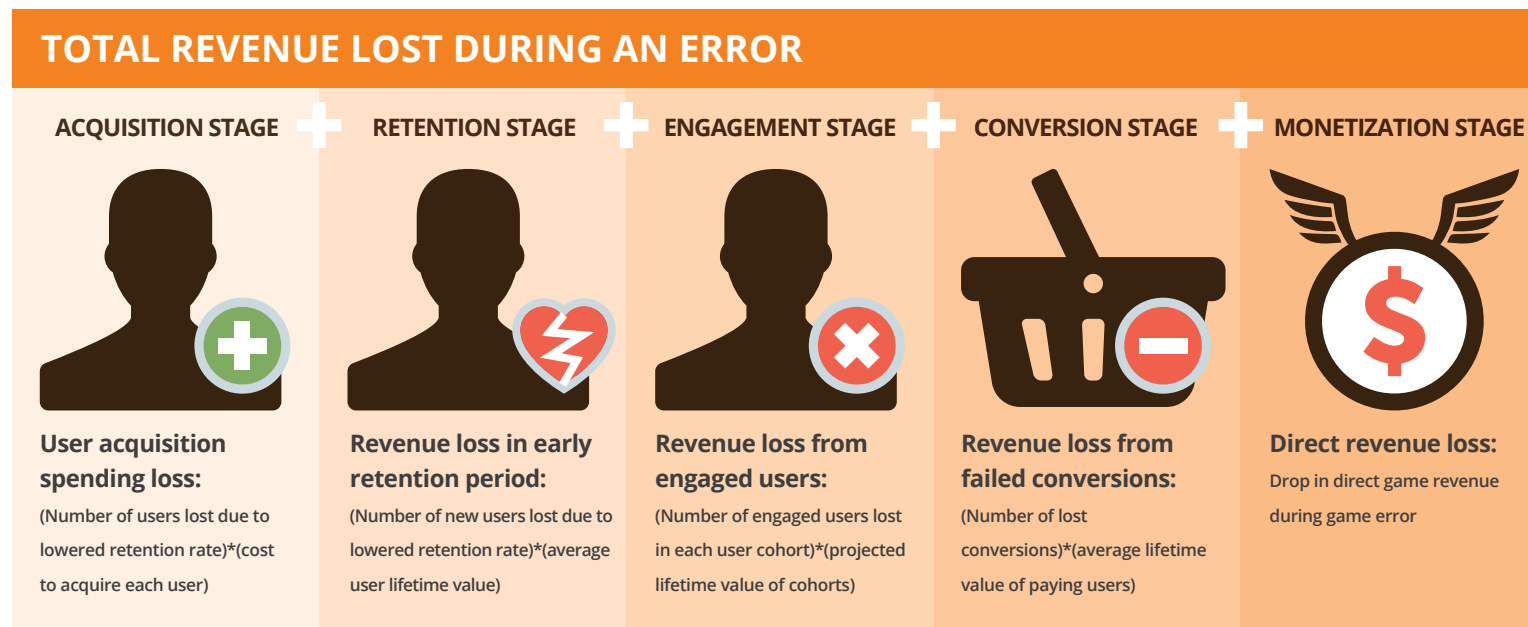 TOTAL REVENUE LOST DURING AN ERROR
ACQUISITION STAGE
User acquisition
spending loss:
(Number of users lost due to
lowered retention rate)*(cost
to acquire each user)
RETENTION STAGE
Revenue loss in early
retention period:
(Number of new users lost due to
lowered retention rate)*(average
user lifetime value)
ENGAGEMENT STAGE
Revenue loss from
engaged users:
(Number of engaged users lost
in each user cohort)*(projected
lifetime value of cohorts)
CONVERSION STAGE
Revenue loss from
failed conversions:
(Number of lost
conversions)*(average lifetime
value of paying users)
MONETIZATION STAGE
$
Direct revenue loss:
Drop in direct game revenue
during game error